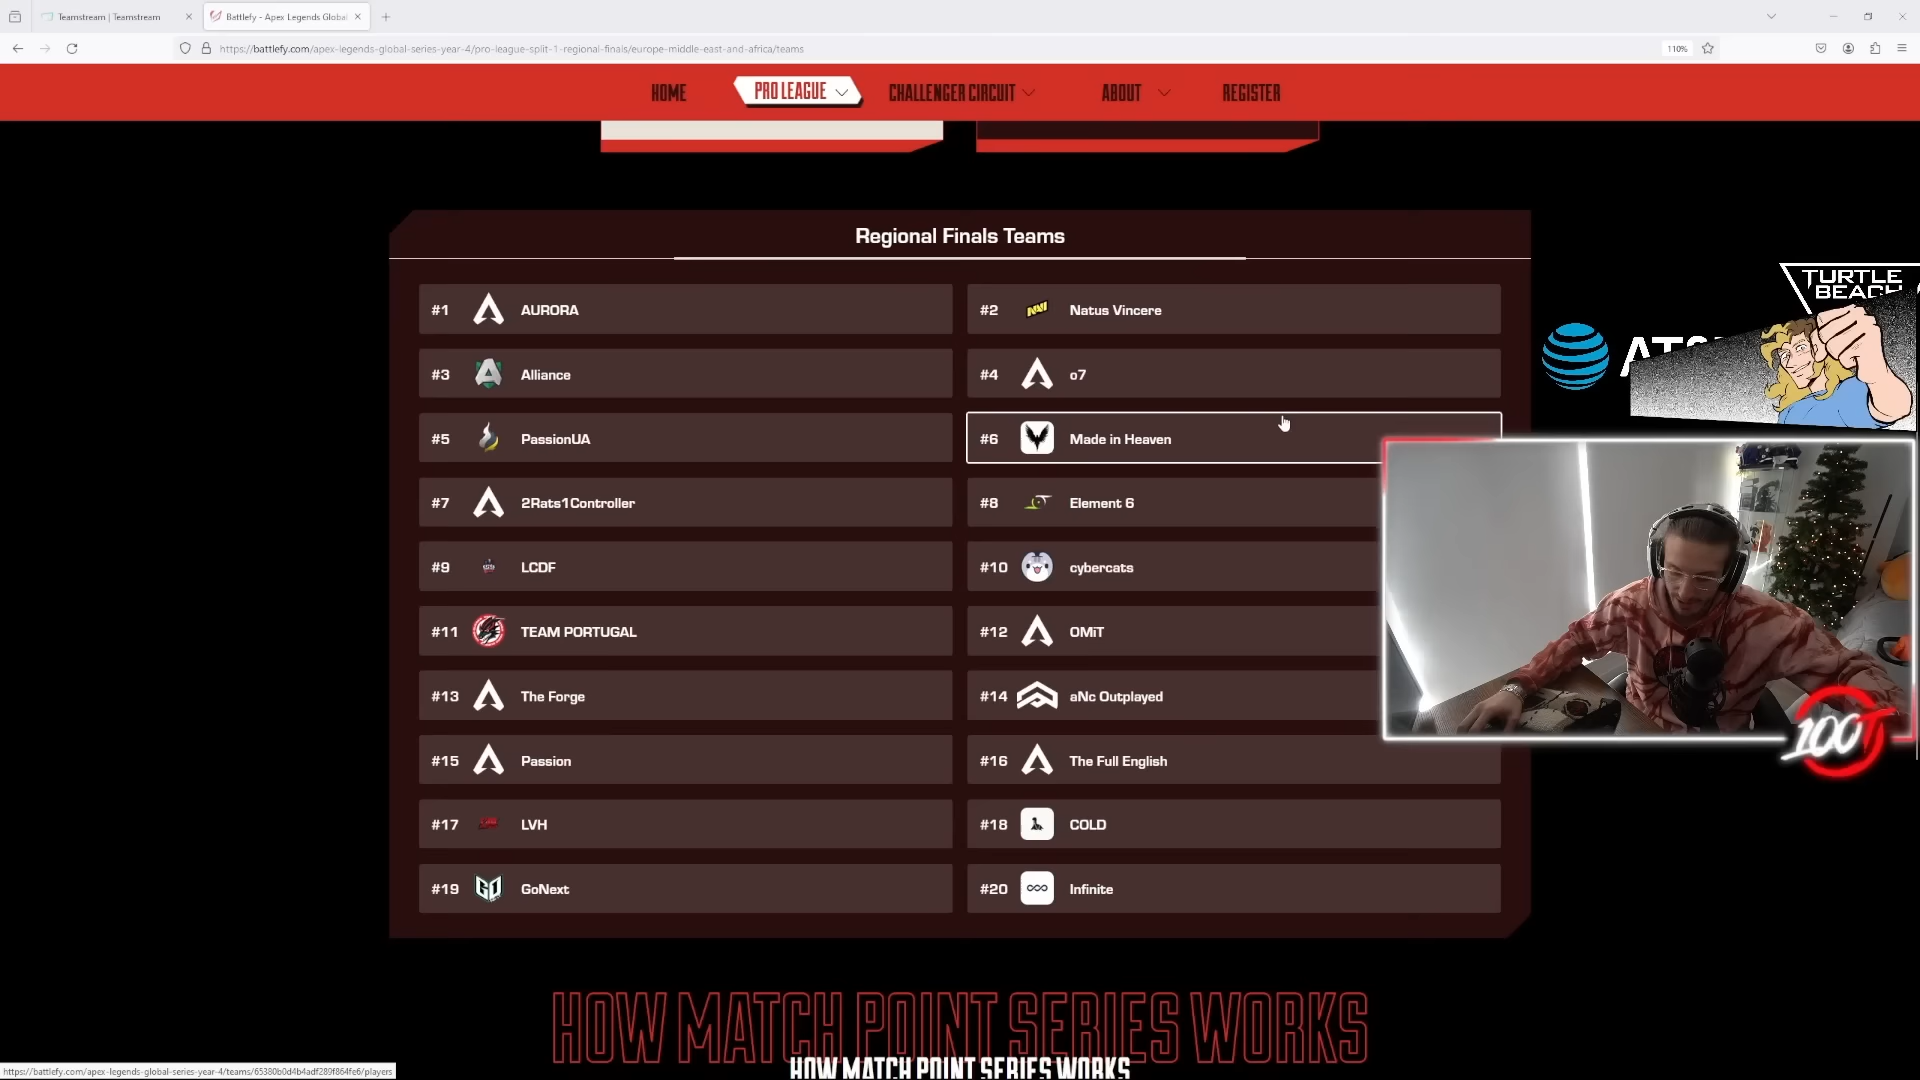 Teamstream | Teamstream
Battlefy - Apex Legends Global
https://battlefy.com/apex-legends-global-series-year-4/pro-league-split-1-regional-finals/europe-middle-east-and-africa/teams
110%
HOME
PRO LEAGUE
CHALLENGER CIRCUIT
ABOUT
REGISTER
Regional Finals Teams
#1 AURORA
#2 NAVI Natus Vincere
#3 Alliance
#4 o7
#5 PassionUA
#6 Made in Heaven
#7 2Rats1Controller
#8 Element 6
#9 LCDF
#10 cybercats
#11 TEAM PORTUGAL
#12 OMiT
#13 The Forge
#14 aNc Outplayed
#15 Passion
#16 The Full English
#17 LVH
#18 COLD
#19 GoNext
#20 Infinite
TURTLE
BEACH
AT&T
100T
HOW MATCH POINT SERIES WORKS
HOW MATCH POINT SERIES WORKS
https://battlefy.com/apex-legends-global-series-year-4/teams/65380b0d4b4adf289f864fe6/players